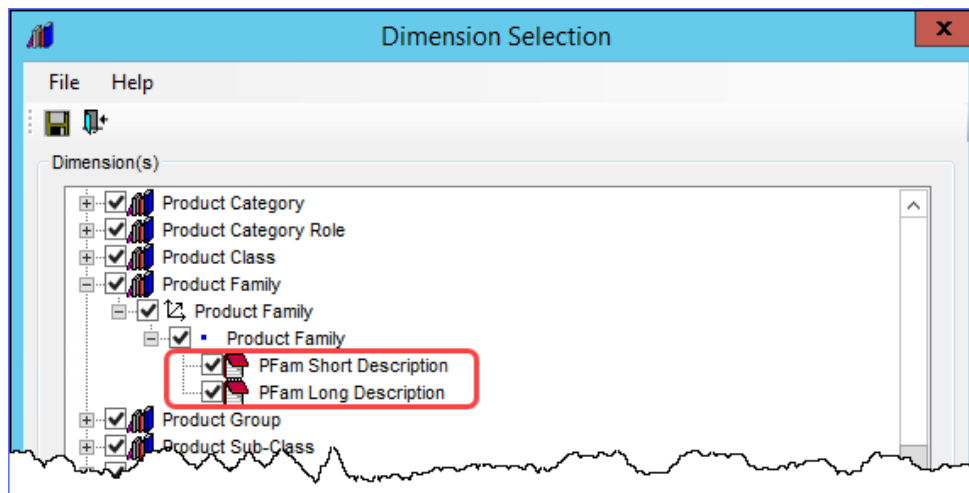 Dimension Selection
x
File Help
Dimension(s)
Product Category
Product Category Role
Product Class
Product Family
Product Family
Product Family
PFam Short Description
PFam Long Description
Product Group
Product Sub-Class